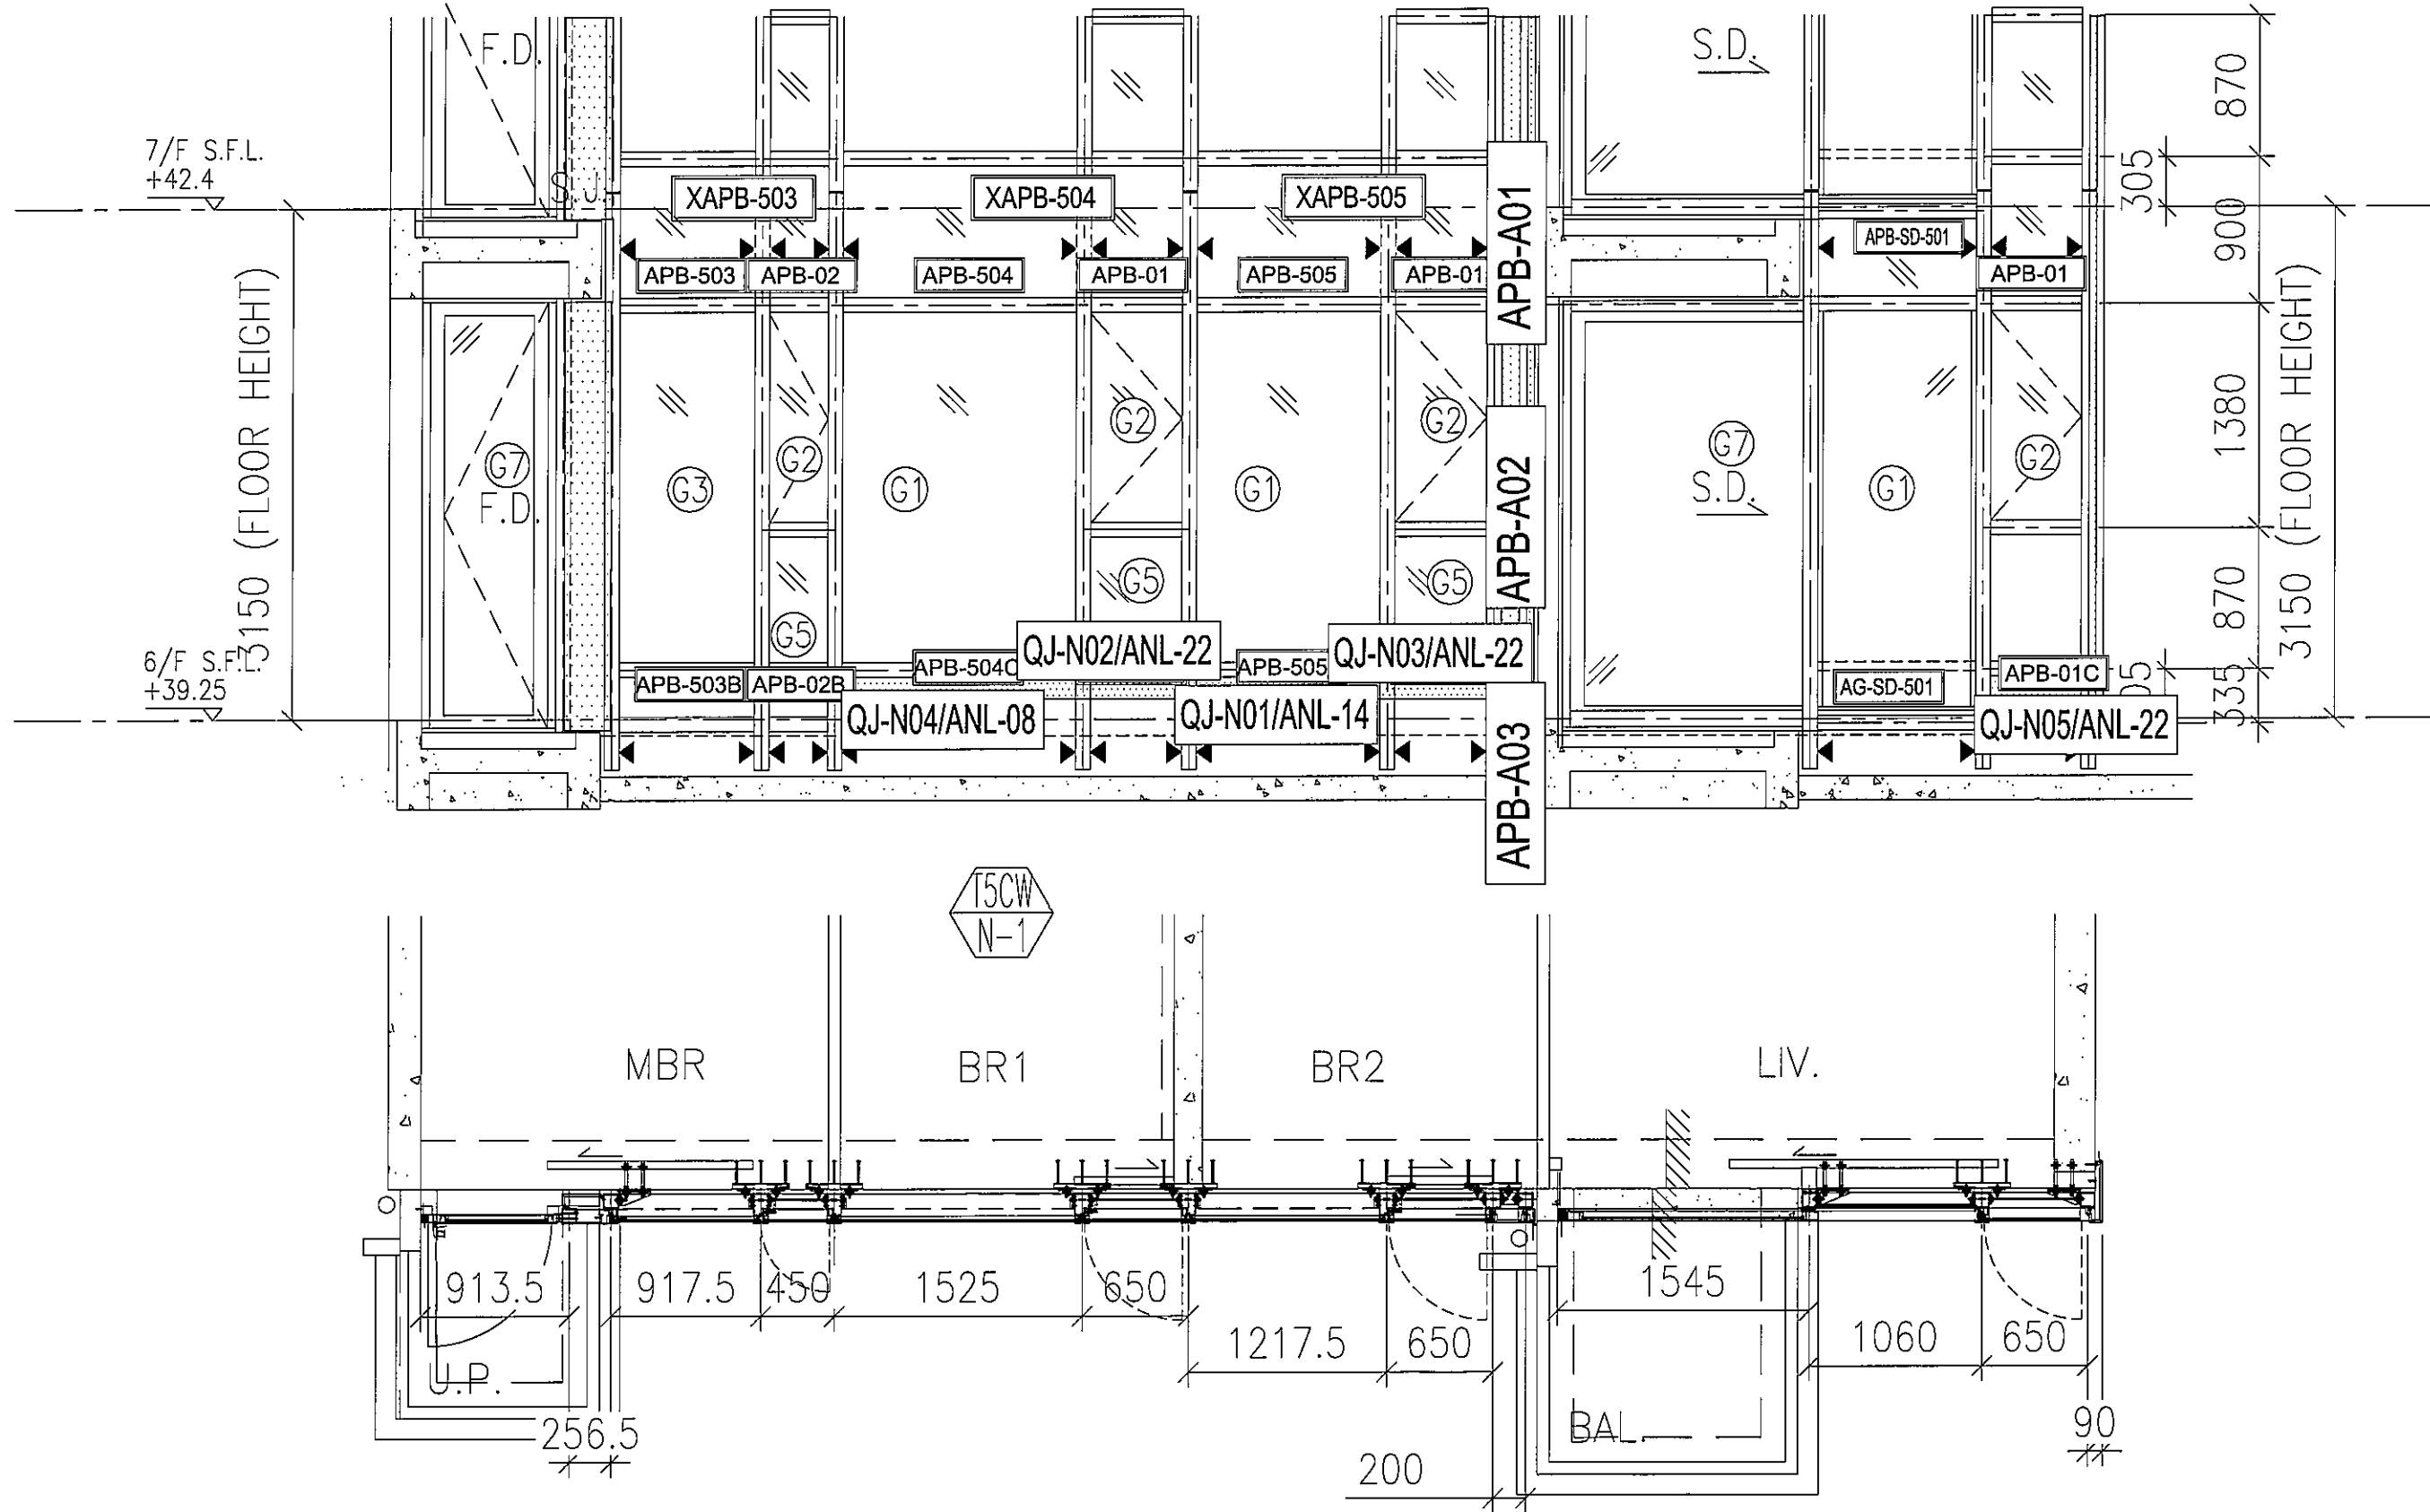 F.D.
S.D.
870
7/F S.F.L.
+42.4
XAPB-503
XAPB-504
XAPB-505
APB-A01
305
900
APB-503
APB-02
APB-504
APB-01
APB-505
APB-01
APB-SD-501
APB-01
3150 (FLOOR HEIGHT)
G7
F.D.
G3
G2
G1
G2
G1
G2
APB-A02
G7
S.D.
G1
G2
1380
3150 (FLOOR HEIGHT)
G5
G5
G5
870
6/F S.F.L.
+39.25
APB-503B
APB-02B
APB-504C
QJ-N02/ANL-22
APB-505
QJ-N03/ANL-22
AG-SD-501
APB-01C
335
QJ-N04/ANL-08
QJ-N01/ANL-14
QJ-N05/ANL-22
APB-A03
T5CW
N-1
MBR
BR1
BR2
LIV.
913.5
917.5
450
1525
650
1545
1217.5
650
1060
650
U.P.
BAL.
256.5
200
90